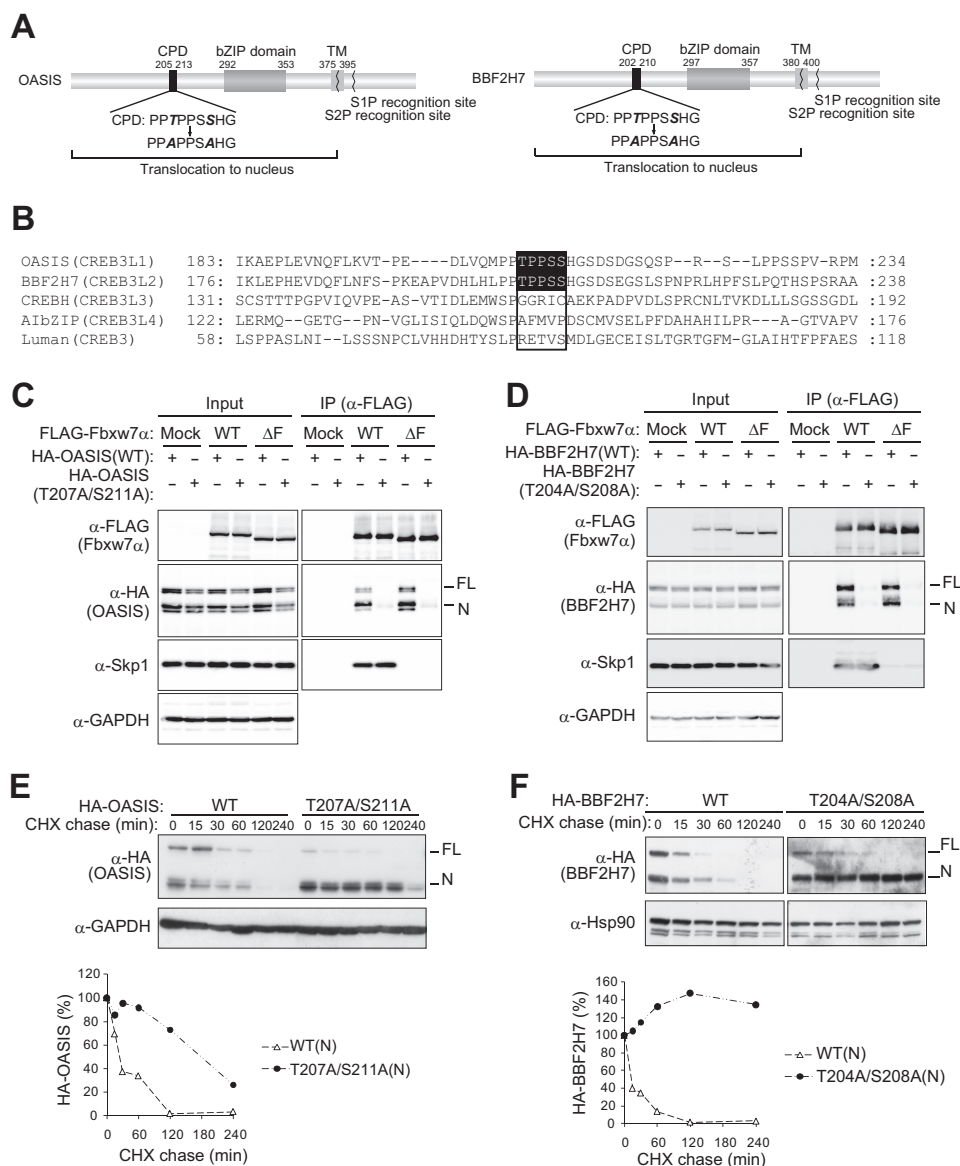 A
CPD bZIP domain TM
205 213 292 353 375 395
OASIS
S1P recognition site
S2P recognition site
CPD: PPTPPSSHG
PPAPPSAHG
Translocation to nucleus
CPD bZIP domain TM
202 210 297 357 380 400
BBF2H7
S1P recognition site
S2P recognition site
CPD: PPTPPSSHG
PPAPPSAHG
Translocation to nucleus
B
OASIS(CREB3L1) 183: IKAEPLEVNQFLKVT-PE----DLVQMPPTPPSSHGSDSDGSQSP--R--S--LPPSSPV-RPM :234
BBF2H7(CREB3L2) 176: IKLEPHEVDQFLNFS-PKEAPVDHLHLPPTPPSSHGSDSEGSLSPNPRLHPFSLPQTHSPSRAA :238
CREBH(CREB3L3) 131: SCSTTTPGPVIQVPE-AS-VTIDLEMWSPGGRICAEKPADPVDLSPRCNLTVKDLLLSGSSGDL :192
AIbZIP(CREB3L4) 122: LERMQ--GETG--PN-VGLISIQLDQWSPAFMVPDSCMVSELPFDAHAHILPR--A-GTVAPV :176
Luman(CREB3) 58: LSPPASLNI--LSSSNPCLVHHDHTYSLPRETVSMDLGECEISLTGRTGFM-GLAIHTFPFAES :118
C
Input IP (α-FLAG)
FLAG-Fbxw7α: Mock WT ΔF Mock WT ΔF
HA-OASIS(WT): + – + – + – + – + – + –
HA-OASIS
(T207A/S211A): – + – + – + – + – + – +
α-FLAG
(Fbxw7α)
α-HA
(OASIS)
FL
N
α-Skp1
α-GAPDH
D
Input IP (α-FLAG)
FLAG-Fbxw7α: Mock WT ΔF Mock WT ΔF
HA-BBF2H7(WT): + – + – + – + – + – + –
HA-BBF2H7
(T204A/S208A): – + – + – + – + – + – +
α-FLAG
(Fbxw7α)
α-HA
(BBF2H7)
FL
N
α-Skp1
α-GAPDH
E
HA-OASIS: WT T207A/S211A
CHX chase (min): 0 15 30 60 120 240 0 15 30 60 120 240
α-HA
(OASIS)
FL
N
α-GAPDH
HA-OASIS (%)
120
100
80
60
40
20
0
0 60 120 180 240
CHX chase (min)
WT(N)
T207A/S211A(N)
F
HA-BBF2H7: WT T204A/S208A
CHX chase (min): 0 15 30 60 120 240 0 15 30 60 120 240
α-HA
(BBF2H7)
FL
N
α-Hsp90
HA-BBF2H7 (%)
160
140
120
100
80
60
40
20
0
0 60 120 180 240
CHX chase (min)
WT(N)
T204A/S208A(N)